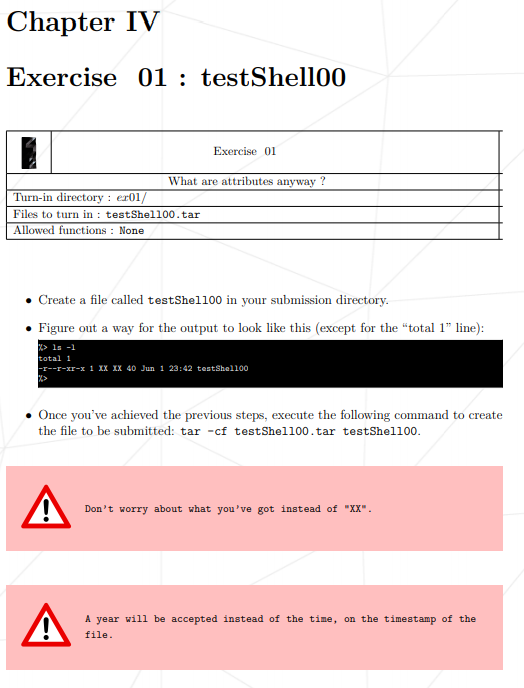 Chapter IV
Exercise 01 : testShell00
Exercise 01
What are attributes anyway ?
Turn-in directory : ex01/
Files to turn in : testShell00.tar
Allowed functions : None
• Create a file called testShell00 in your submission directory.
• Figure out a way for the output to look like this (except for the “total 1” line):
%> ls -l
total 1
-r--r-xr-x 1 XX XX 40 Jun 1 23:42 testShell00
%>
• Once you’ve achieved the previous steps, execute the following command to create
the file to be submitted: tar -cf testShell00.tar testShell00.
Don’t worry about what you’ve got instead of "XX".
A year will be accepted instead of the time, on the timestamp of the
file.